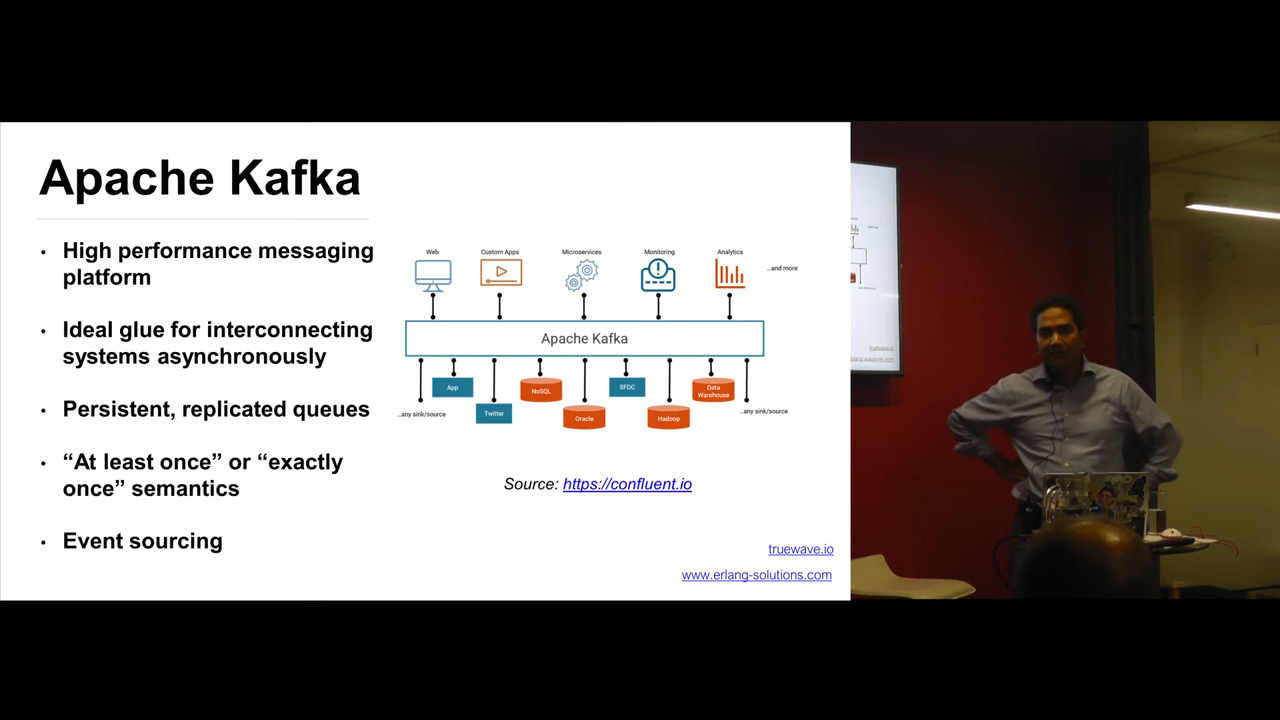 Apache Kafka
• High performance messaging
platform
• Ideal glue for interconnecting
systems asynchronously
• Persistent, replicated queues
• “At least once” or “exactly
once” semantics
• Event sourcing
Web
Custom Apps
Microservices
Monitoring
Analytics
...and more
Apache Kafka
App
NoSQL
SFDC
Data
Warehouse
...any sink/source
Twitter
Oracle
Hadoop
...any sink/source
Source: https://confluent.io
truewave.io
www.erlang-solutions.com